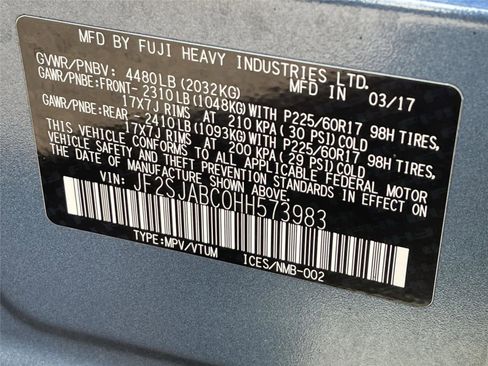 MFD BY FUJI HEAVY INDUSTRIES LTD.
GVWR/PNBV: 4480LB (2032KG) MFD IN 03/17
GAWR/PNBE:FRONT- 2310LB (1048KG) WITH P225/60R17 98H TIRES,
17X7J RIMS AT 210 KPA (30 PSI) COLD
GAWR/PNBE:REAR - 2410LB (1093KG) WITH P225/60R17 98H TIRES,
17X7J RIMS AT 200 KPA (29 PSI) COLD
THIS VEHICLE CONFORMS TO ALL APPLICABLE FEDERAL MOTOR
VEHICLE SAFETY AND THEFT PREVENTION STANDARDS IN EFFECT ON
THE DATE OF MANUFACTURE SHOWN ABOVE.
VIN: JF2SJABC0HH573983
TYPE:MPV/VTUM ICES/NMB-002